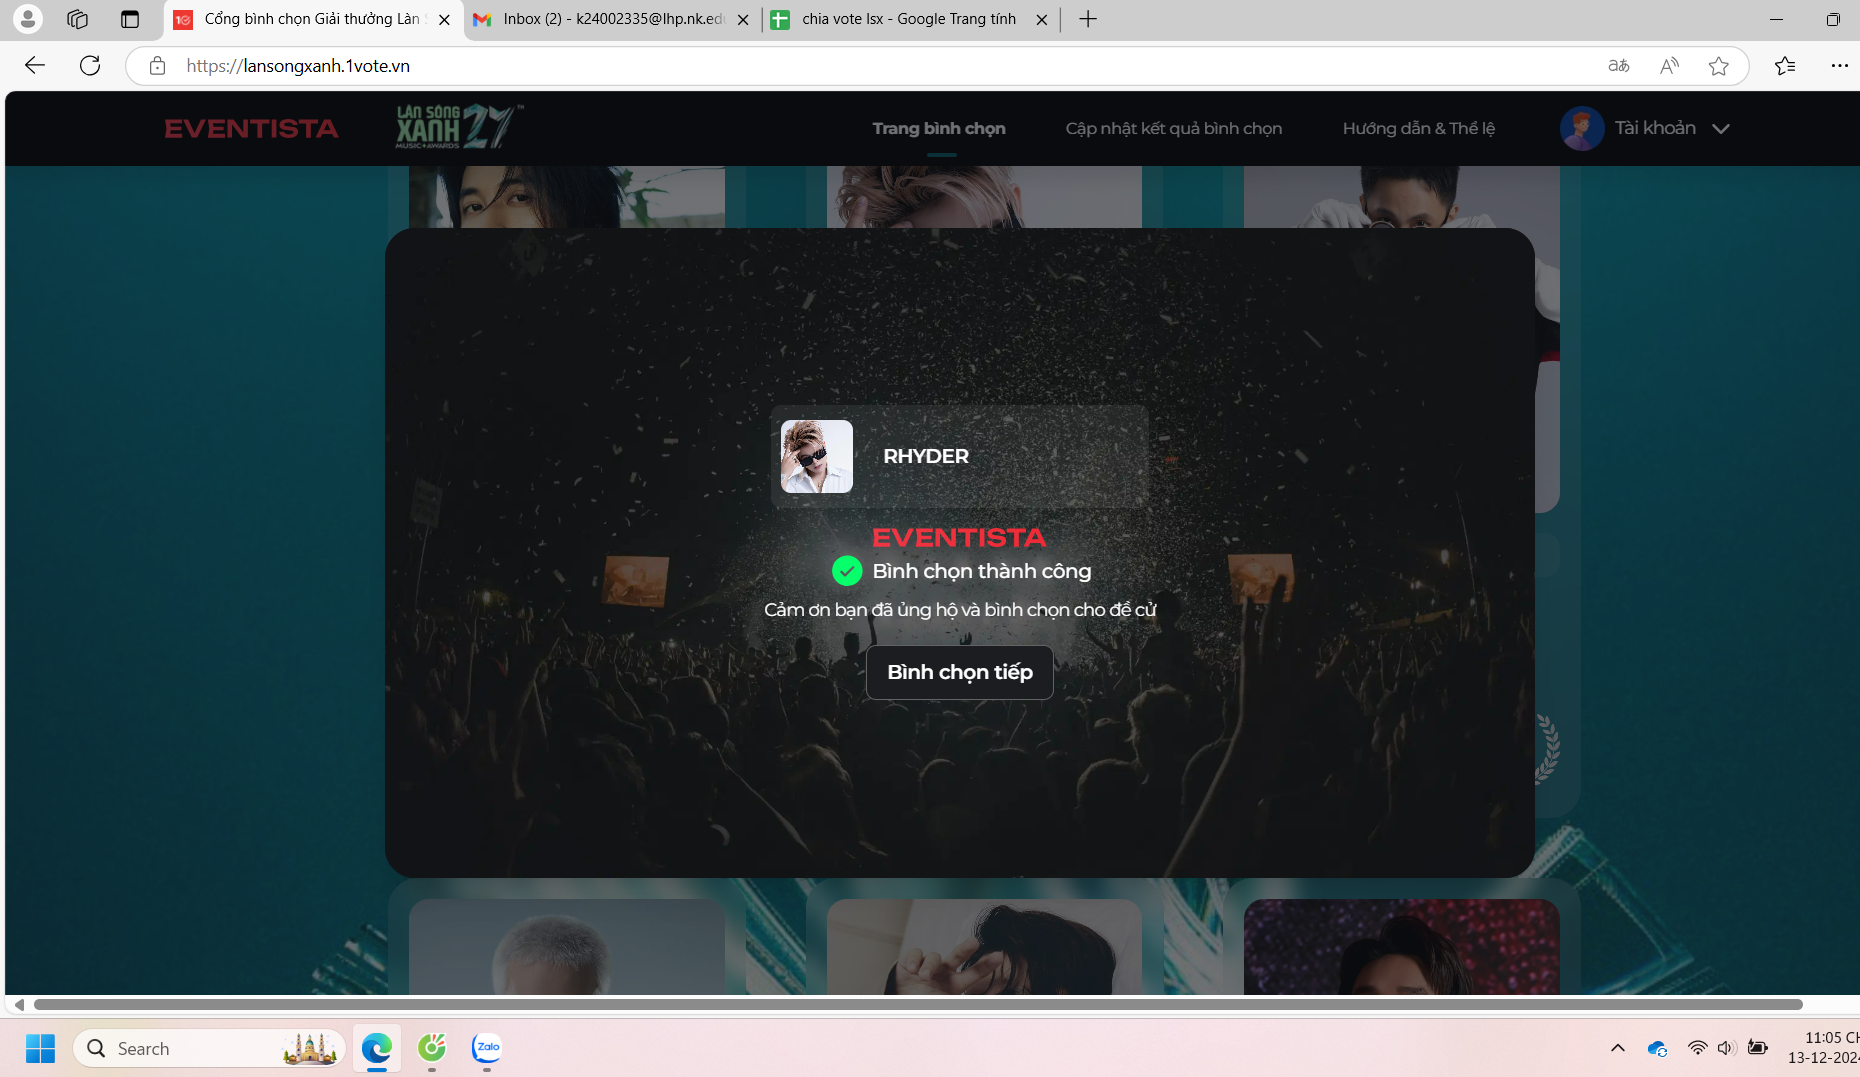 Cổng bình chọn Giải thưởng Làn
Inbox (2) - k24002335@lhp.nk.edu
chia vote lsx - Google Trang tính
https://lansongxanh.1vote.vn
EVENTISTA
LÀN SÓNG
XANH 27
MUSIC AWARDS
Trang bình chọn
Cập nhật kết quả bình chọn
Hướng dẫn & Thể lệ
Tài khoản
RHYDER
EVENTISTA
Bình chọn thành công
Cảm ơn bạn đã ủng hộ và bình chọn cho đề cử
Bình chọn tiếp
Search
Zalo
11:05 CH
13-12-2024